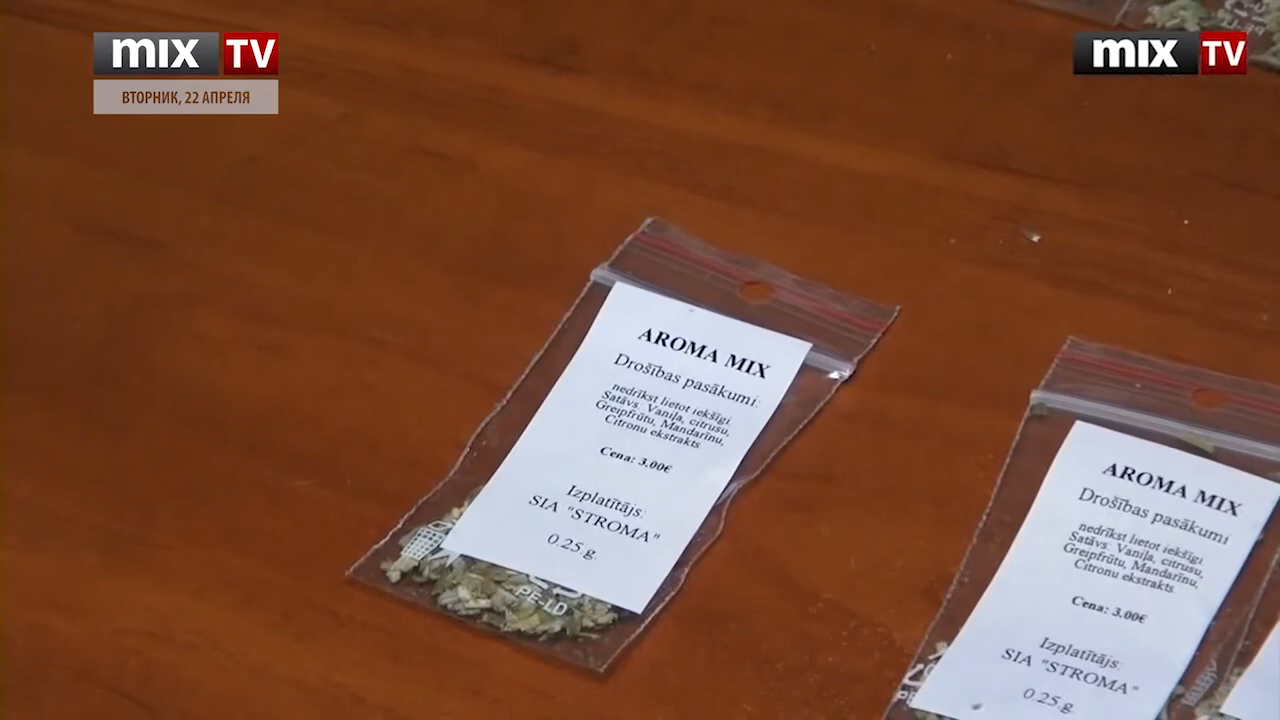 MIX TV
ВТОРНИК, 22 АПРЕЛЯ
MIX TV
AROMA MIX
Drošības pasākumi:
nedrīkst lietot iekšīgi.
Satāvs: Vaniļa, citrusu,
Greipfrūtu, Mandarīnu,
Citronu ekstrakts.
Cena: 3.00€
Izplatītājs:
SIA "STROMA"
0.25 g.
PE-LD
AROMA MIX
Drošības pasākumi
nedrīkst lietot iekšīgi
Satāvs: Vaniļa, citrusu,
Greipfrūtu, Mandarīnu,
Citronu ekstrakts.
Cena: 3.00€
Izplatītājs:
SIA "STROMA"
0.25 g.